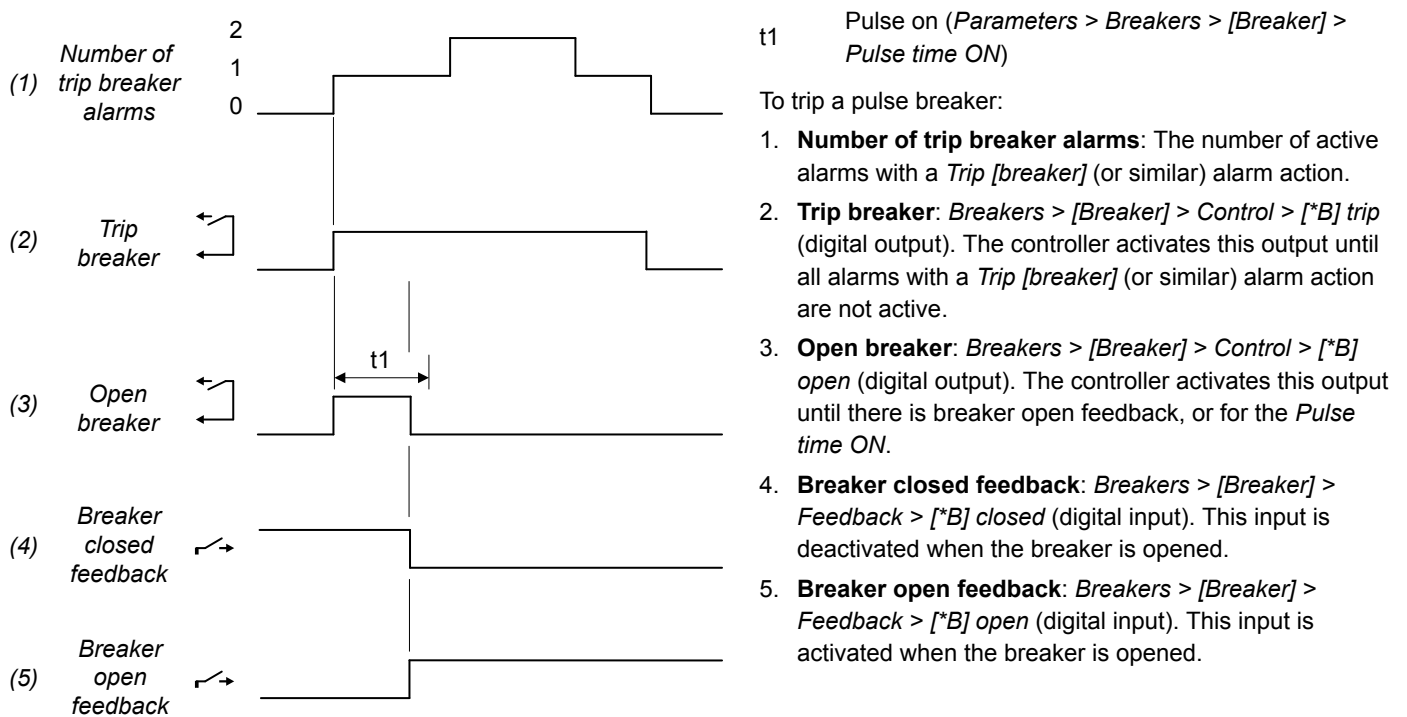 2
Number of
1
(1) trip breaker
alarms
0
(2)
Trip
breaker
t1
(3)
Open
breaker
(4)
Breaker
closed
feedback
(5)
Breaker
open
feedback
t1
Pulse on (Parameters > Breakers > [Breaker] >
Pulse time ON)
To trip a pulse breaker:
1. Number of trip breaker alarms: The number of active
alarms with a Trip [breaker] (or similar) alarm action.
2. Trip breaker: Breakers > [Breaker] > Control > [*B] trip
(digital output). The controller activates this output until
all alarms with a Trip [breaker] (or similar) alarm action
are not active.
3. Open breaker: Breakers > [Breaker] > Control > [*B]
open (digital output). The controller activates this output
until there is breaker open feedback, or for the Pulse
time ON.
4. Breaker closed feedback: Breakers > [Breaker] >
Feedback > [*B] closed (digital input). This input is
deactivated when the breaker is opened.
5. Breaker open feedback: Breakers > [Breaker] >
Feedback > [*B] open (digital input). This input is
activated when the breaker is opened.